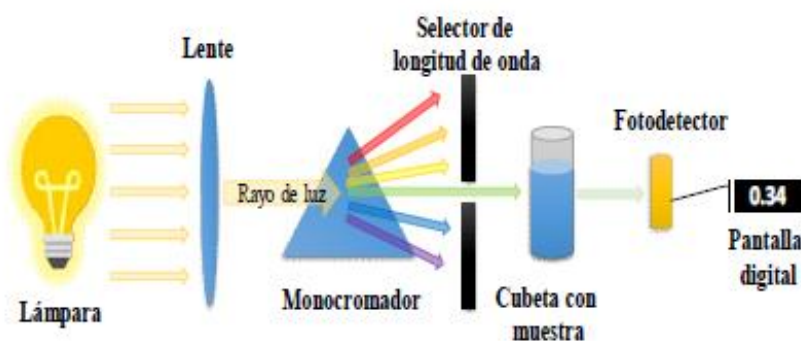 Lente
Selector de
longitud de onda
Fotodetector
Rayo de luz
0.34
Pantalla
digital
Lámpara
Monocromador
Cubeta con
muestra